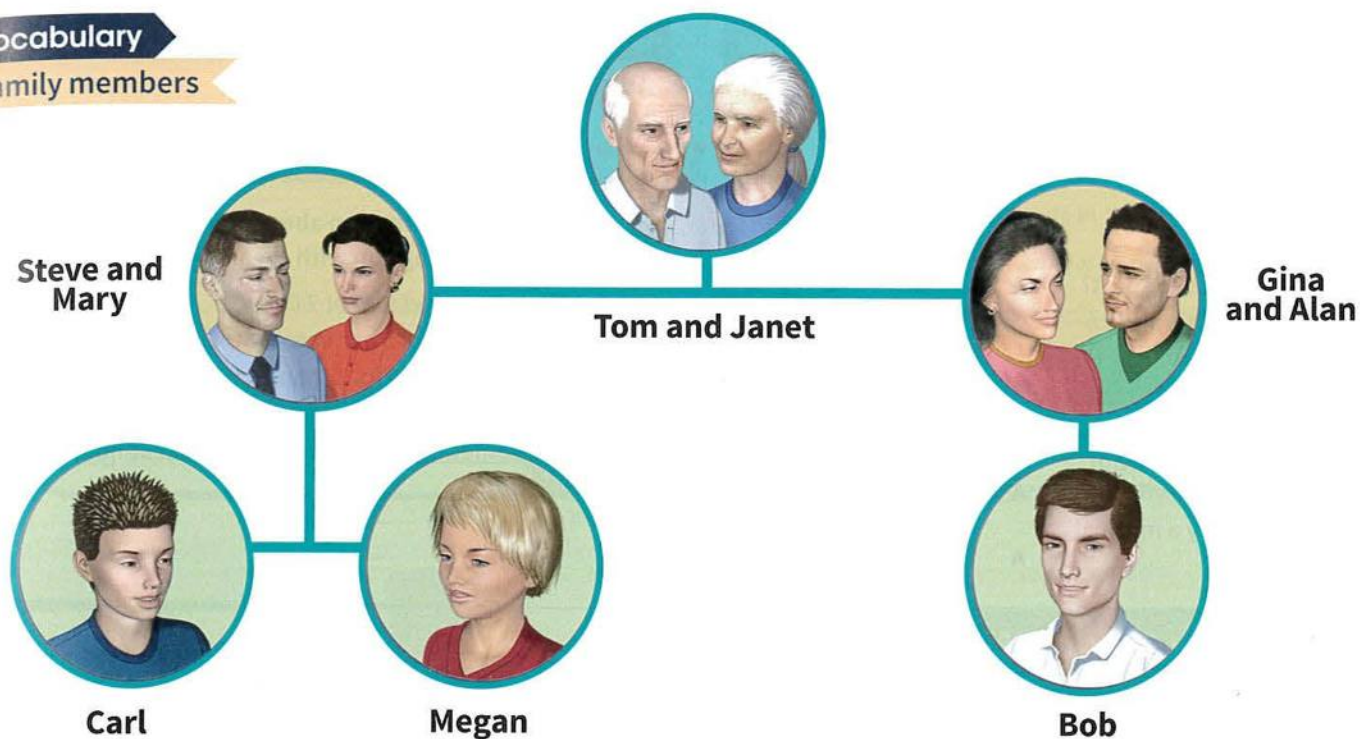 ocabulary
amily members
Steve and
Mary
Tom and Janet
Gina
and Alan
Carl
Megan
Bob